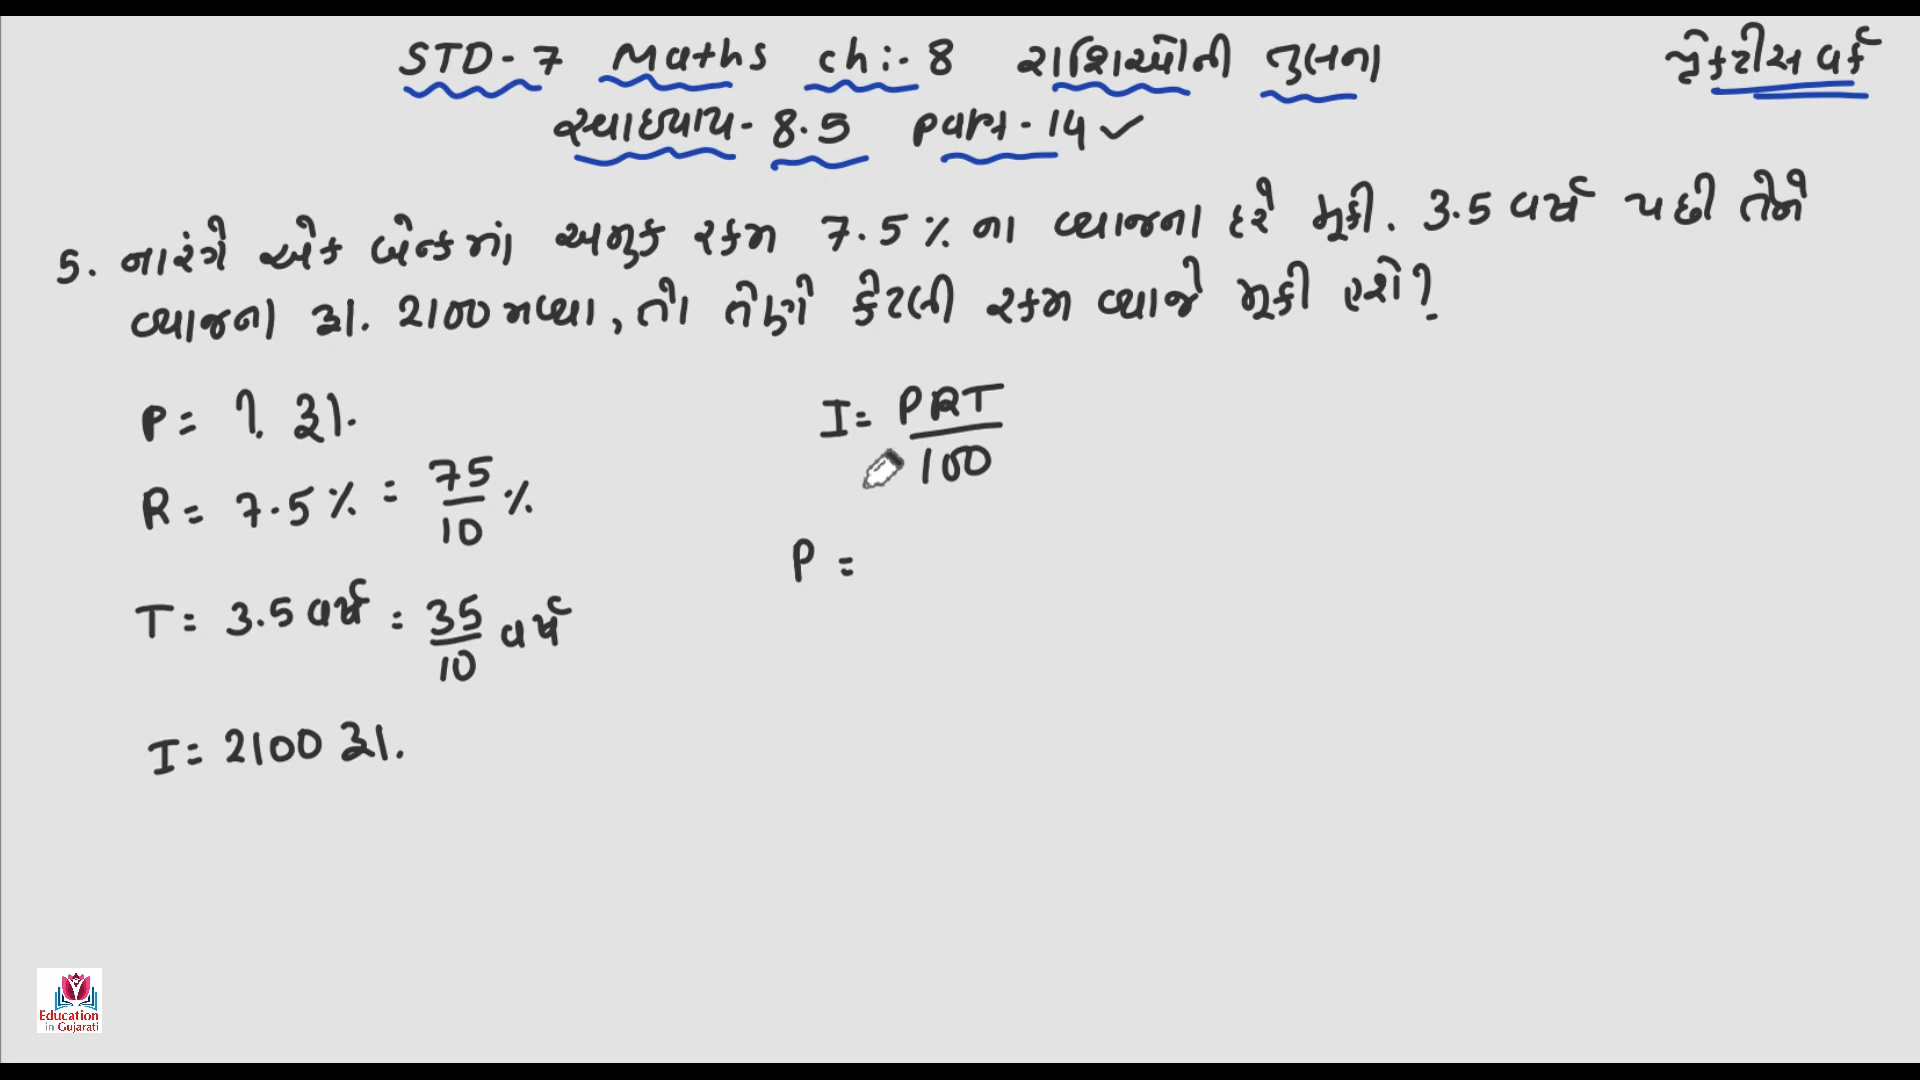 STD-7 Maths ch:-8 રાશિઓની તુલના
પ્રેક્ટીસ વર્ક
સ્વાધ્યાય-8.5 part-14 ✓
5. નારંગે એક બેન્કમાં અમુક રકમ 7.5% ના વ્યાજના દરે મૂકી. 3.5 વર્ષ પછી તેને
વ્યાજના રૂા. 2100 મળ્યા, તો તેણે કેટલી રકમ વ્યાજે મૂકી હશે?
P = ? રૂા.
R = 7.5% = 75/10 %
T = 3.5 વર્ષ = 35/10 વર્ષ
I = 2100 રૂા.
I = PRT/100
P =
Education
in Gujarati